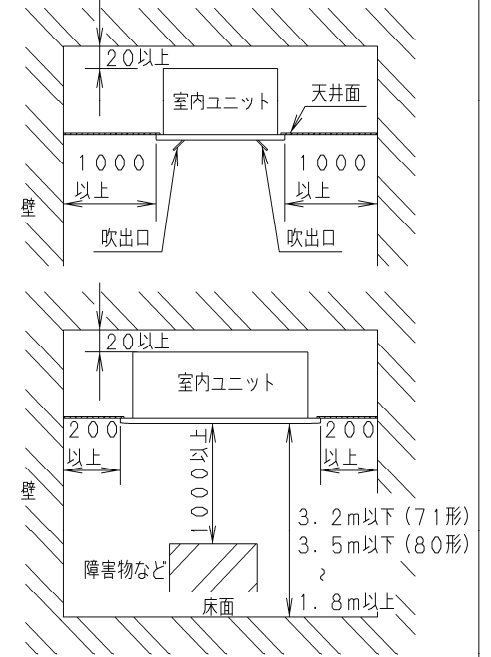 20以上
室内ユニット
天井面
1000
以上
1000
以上
壁
吹出口
吹出口
20以上
室内ユニット
200
以上
1000以上
200
以上
壁
3.2m以下(71形)
3.5m以下(80形)
~
1.8m以上
障害物など
床面